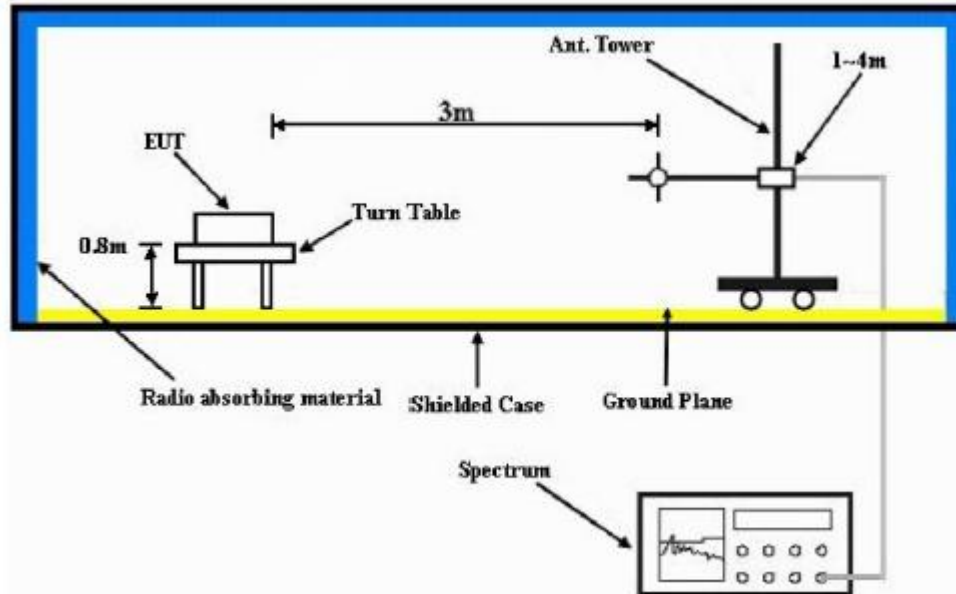 Ant. Tower
1~4m
3m
EUT
Turn Table
0.8m
Radio absorbing material
Shielded Case
Ground Plane
Spectrum